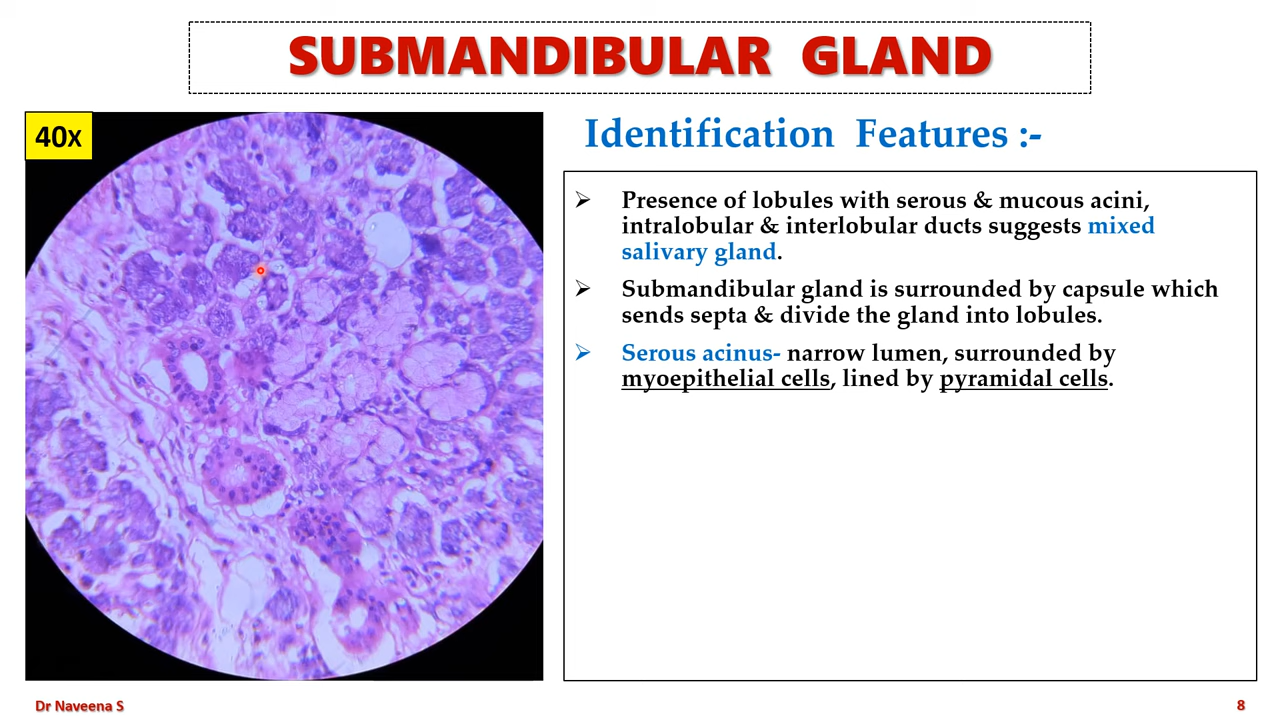 SUBMANDIBULAR GLAND
40X
Identification Features :-
➢ Presence of lobules with serous & mucous acini,
intralobular & interlobular ducts suggests mixed
salivary gland.
➢ Submandibular gland is surrounded by capsule which
sends septa & divide the gland into lobules.
➢ Serous acinus- narrow lumen, surrounded by
myoepithelial cells, lined by pyramidal cells.
Dr Naveena S
8